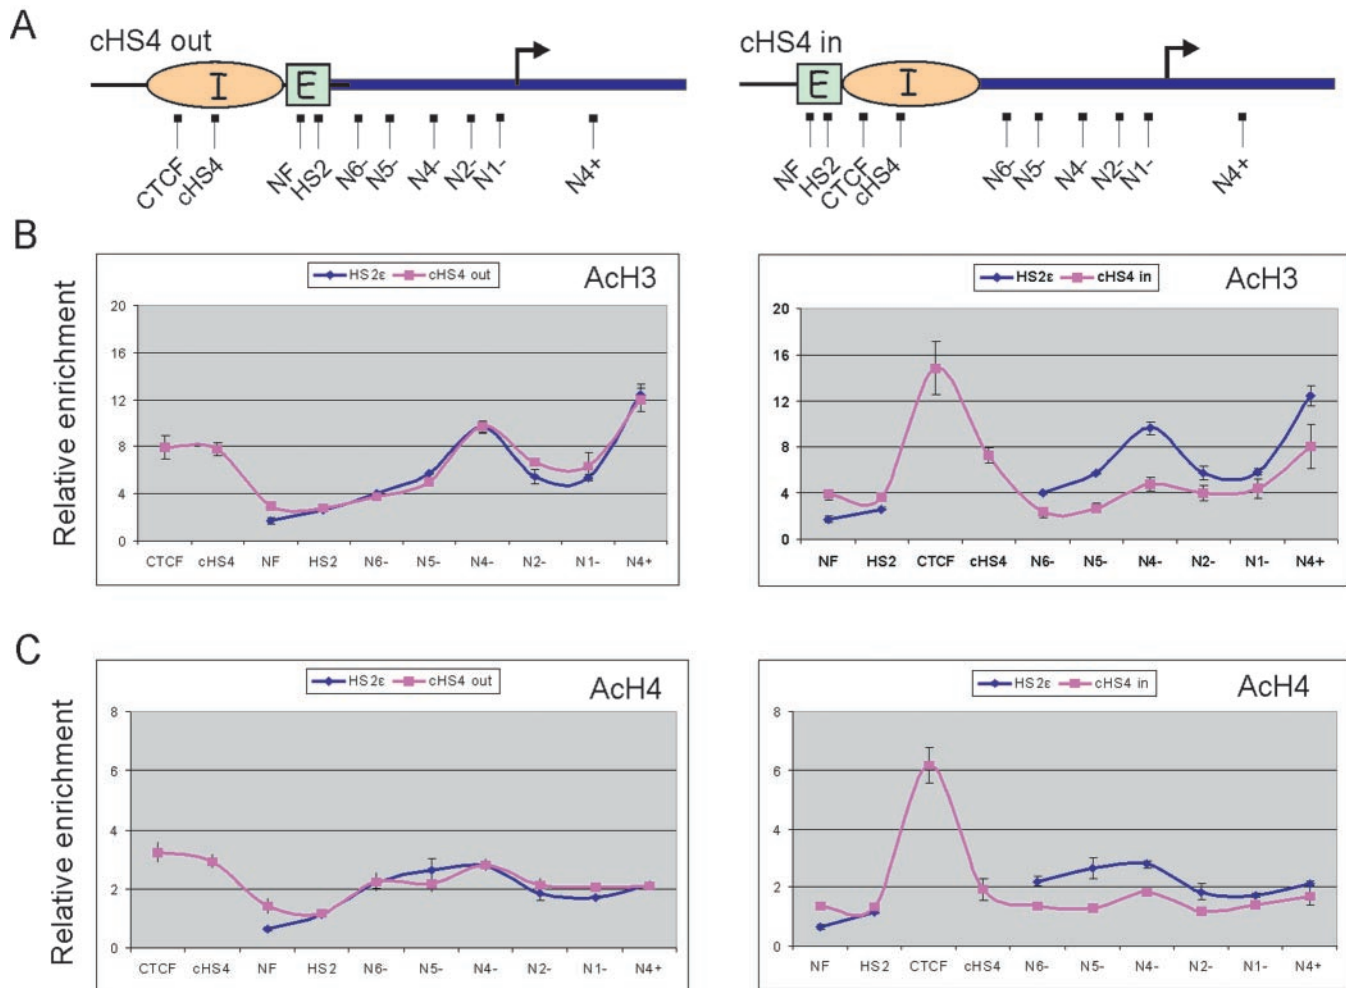 A
cHS4 out
I
E
CTCF
cHS4
NF
HS2
N6-
N5-
N4-
N2-
N1-
N4+
cHS4 in
E
I
NF
HS2
CTCF
cHS4
N6-
N5-
N4-
N2-
N1-
N4+
B
Relative enrichment
HS2ε cHS4 out
AcH3
20
16
12
8
4
0
CTCF cHS4 NF HS2 N6- N5- N4- N2- N1- N4+
HS2ε cHS4 in
AcH3
20
16
12
8
4
0
NF HS2 CTCF cHS4 N6- N5- N4- N2- N1- N4+
C
Relative enrichment
HS2ε cHS4 out
AcH4
8
6
4
2
0
CTCF cHS4 NF HS2 N6- N5- N4- N2- N1- N4+
HS2ε cHS4 in
AcH4
8
6
4
2
0
NF HS2 CTCF cHS4 N6- N5- N4- N2- N1- N4+